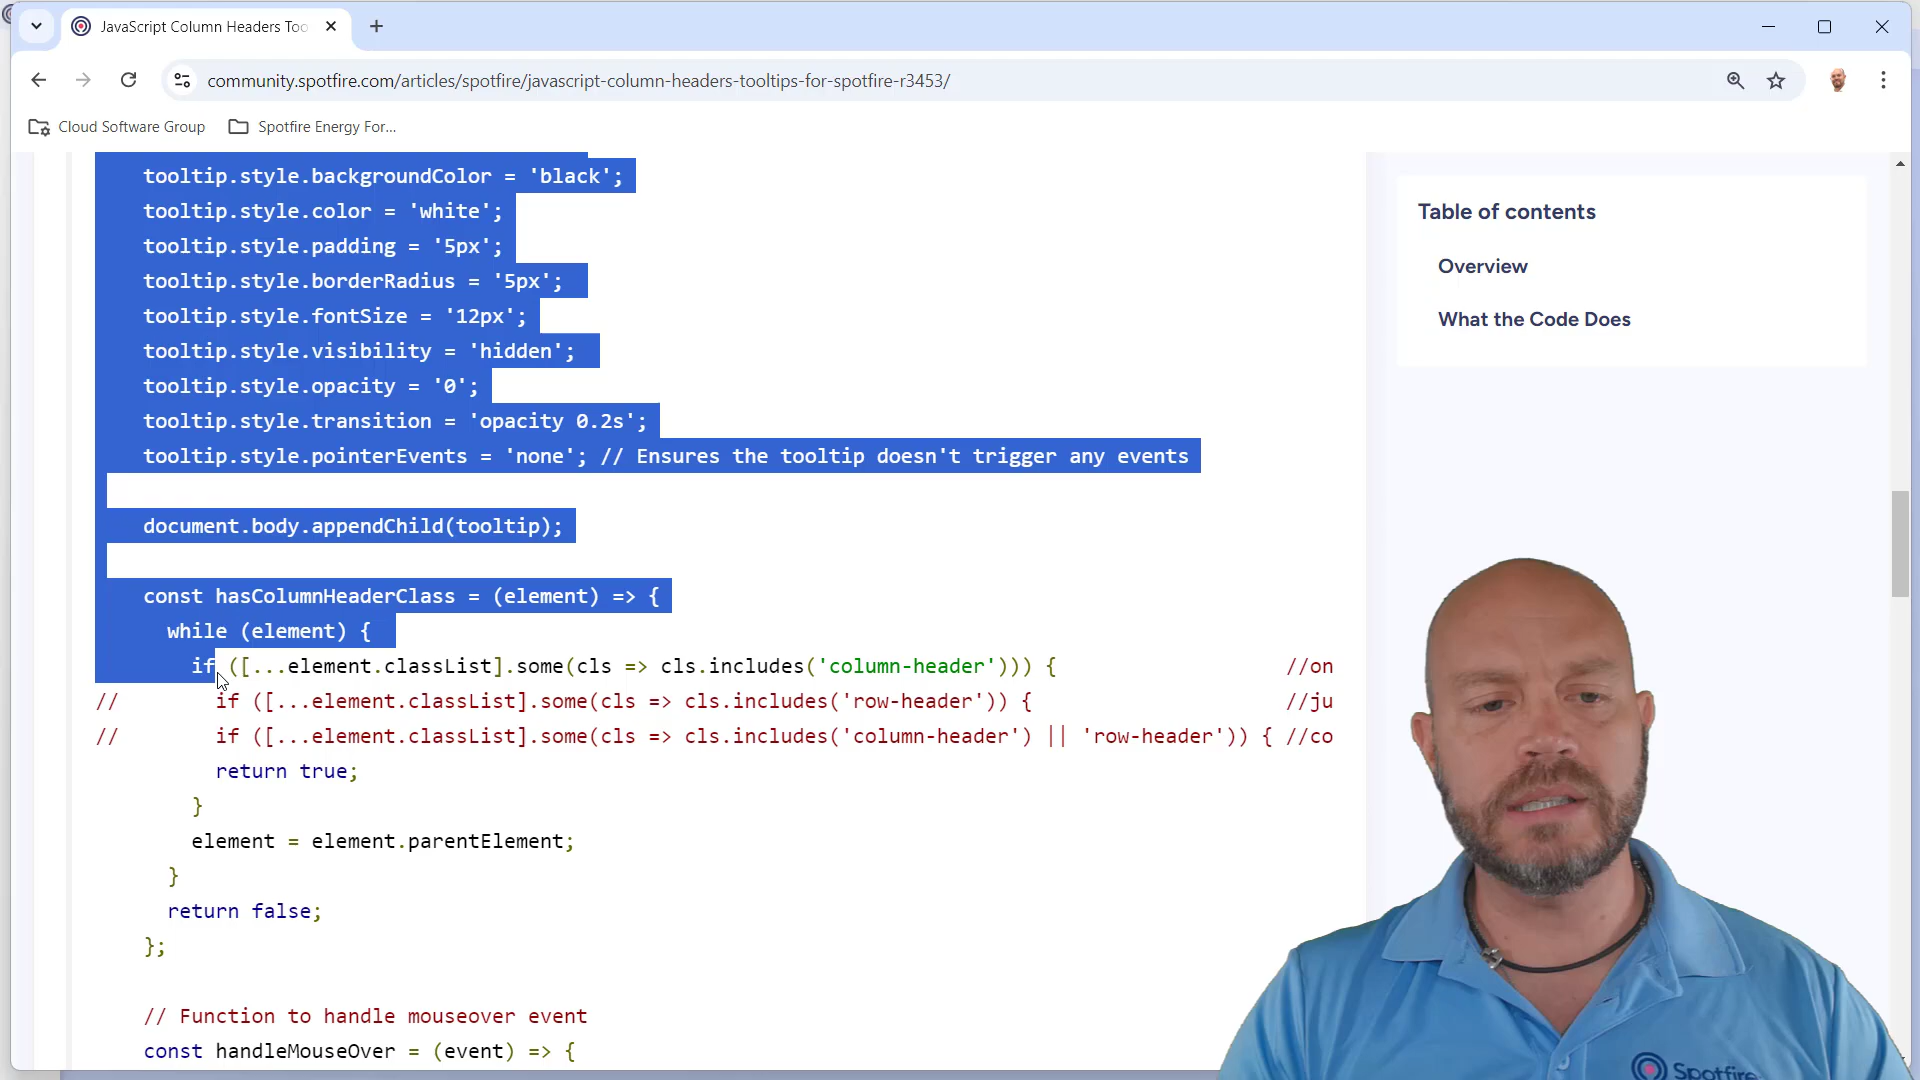 JavaScript Column Headers Too
community.spotfire.com/articles/spotfire/javascript-column-headers-tooltips-for-spotfire-r3453/
Cloud Software Group
Spotfire Energy For...
tooltip.style.backgroundColor = 'black';
tooltip.style.color = 'white';
tooltip.style.padding = '5px';
tooltip.style.borderRadius = '5px';
tooltip.style.fontSize = '12px';
tooltip.style.visibility = 'hidden';
tooltip.style.opacity = '0';
tooltip.style.transition = 'opacity 0.2s';
tooltip.style.pointerEvents = 'none'; // Ensures the tooltip doesn't trigger any events
document.body.appendChild(tooltip);
const hasColumnHeaderClass = (element) => {
while (element) {
if ([...element.classList].some(cls => cls.includes('column-header'))) { //on
// if ([...element.classList].some(cls => cls.includes('row-header')) { //ju
// if ([...element.classList].some(cls => cls.includes('column-header') || 'row-header')) { //co
return true;
}
element = element.parentElement;
}
return false;
};
// Function to handle mouseover event
const handleMouseOver = (event) => {
Table of contents
Overview
What the Code Does
Spotfire